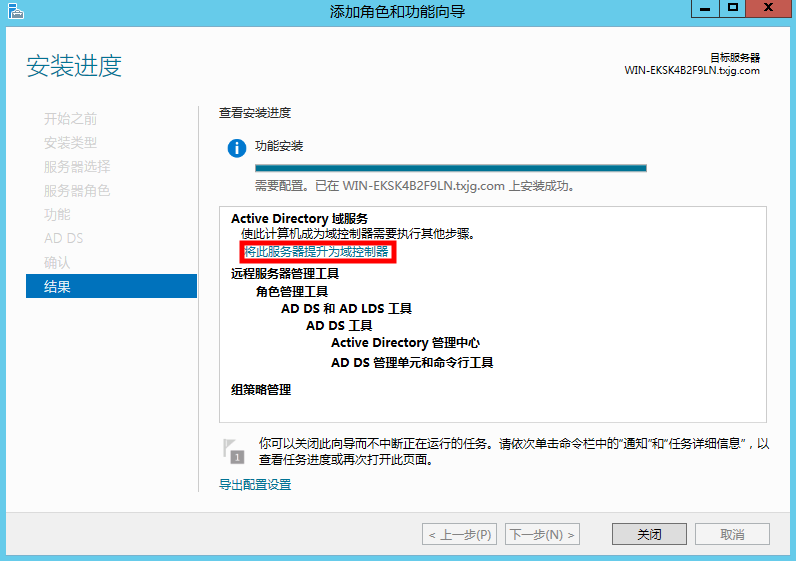 添加角色和功能向导
安装进度
目标服务器
WIN-EKSK4B2F9LN.txjg.com
开始之前
安装类型
服务器选择
服务器角色
功能
AD DS
确认
结果
查看安装进度
功能安装
需要配置。已在 WIN-EKSK4B2F9LN.txjg.com 上安装成功。
Active Directory 域服务
使此计算机成为域控制器需要执行其他步骤。
将此服务器提升为域控制器
远程服务器管理工具
角色管理工具
AD DS 和 AD LDS 工具
AD DS 工具
Active Directory 管理中心
AD DS 管理单元和命令行工具
组策略管理
1
你可以关闭此向导而不中断正在运行的任务。请依次单击命令栏中的"通知"和"任务详细信息"，以
查看任务进度或再次打开此页面。
导出配置设置
< 上一步(P)
下一步(N) >
关闭
取消